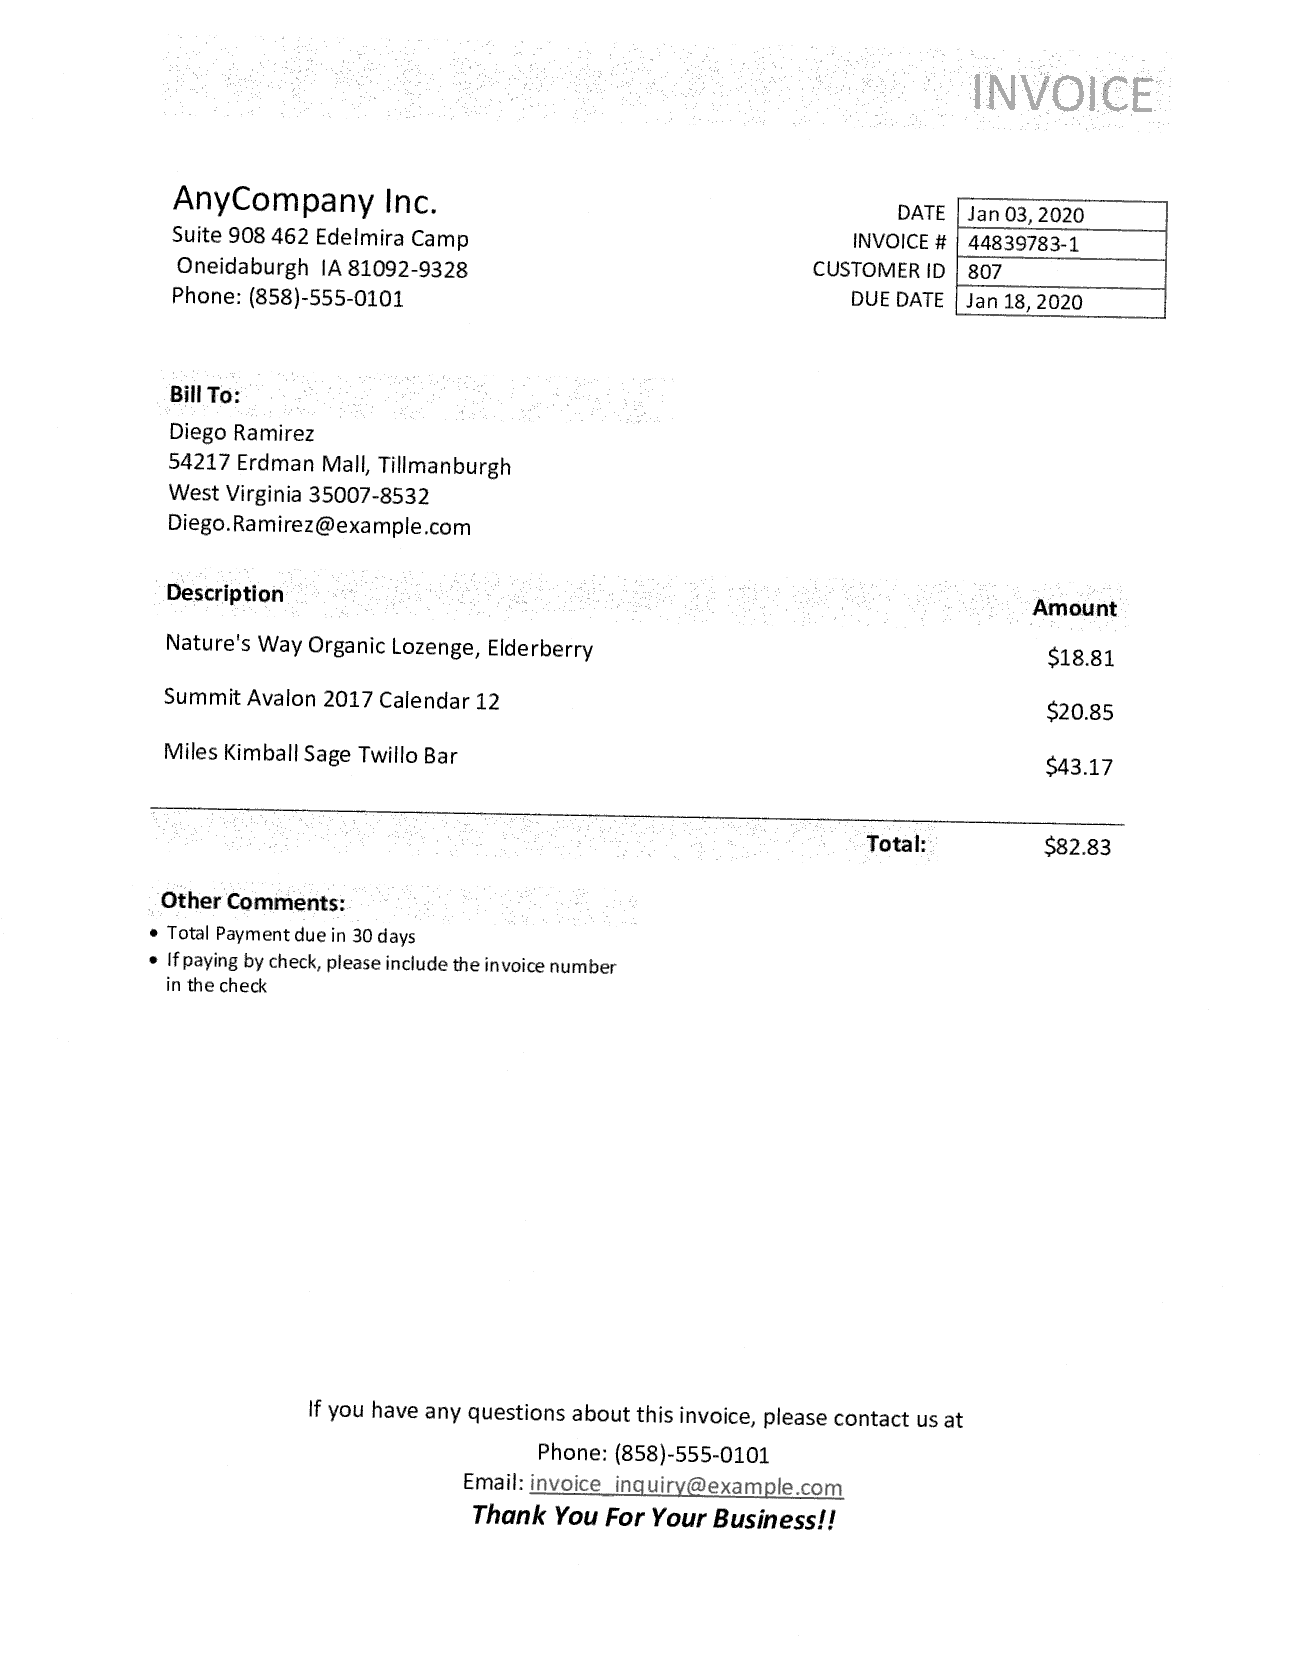 INVOICE
AnyCompany Inc.
Suite 908 462 Edelmira Camp
Oneidaburgh IA 81092-9328
Phone: (858)-555-0101
DATE Jan 03, 2020
INVOICE # 44839783-1
CUSTOMER ID 807
DUE DATE Jan 18, 2020
Bill To:
Diego Ramirez
54217 Erdman Mall, Tillmanburgh
West Virginia 35007-8532
Diego.Ramirez@example.com
Description Amount
Nature's Way Organic Lozenge, Elderberry $18.81
Summit Avalon 2017 Calendar 12 $20.85
Miles Kimball Sage Twillo Bar $43.17
Total: $82.83
Other Comments:
• Total Payment due in 30 days
• If paying by check, please include the invoice number
in the check
If you have any questions about this invoice, please contact us at
Phone: (858)-555-0101
Email: invoice_inquiry@example.com
Thank You For Your Business!!